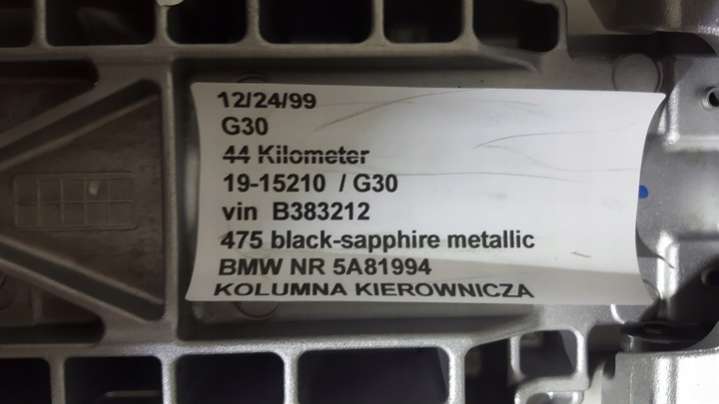 12/24/99
G30
44 Kilometer
19-15210 / G30
vin B383212
475 black-sapphire metallic
BMW NR 5A81994
KOLUMNA KIEROWNICZA